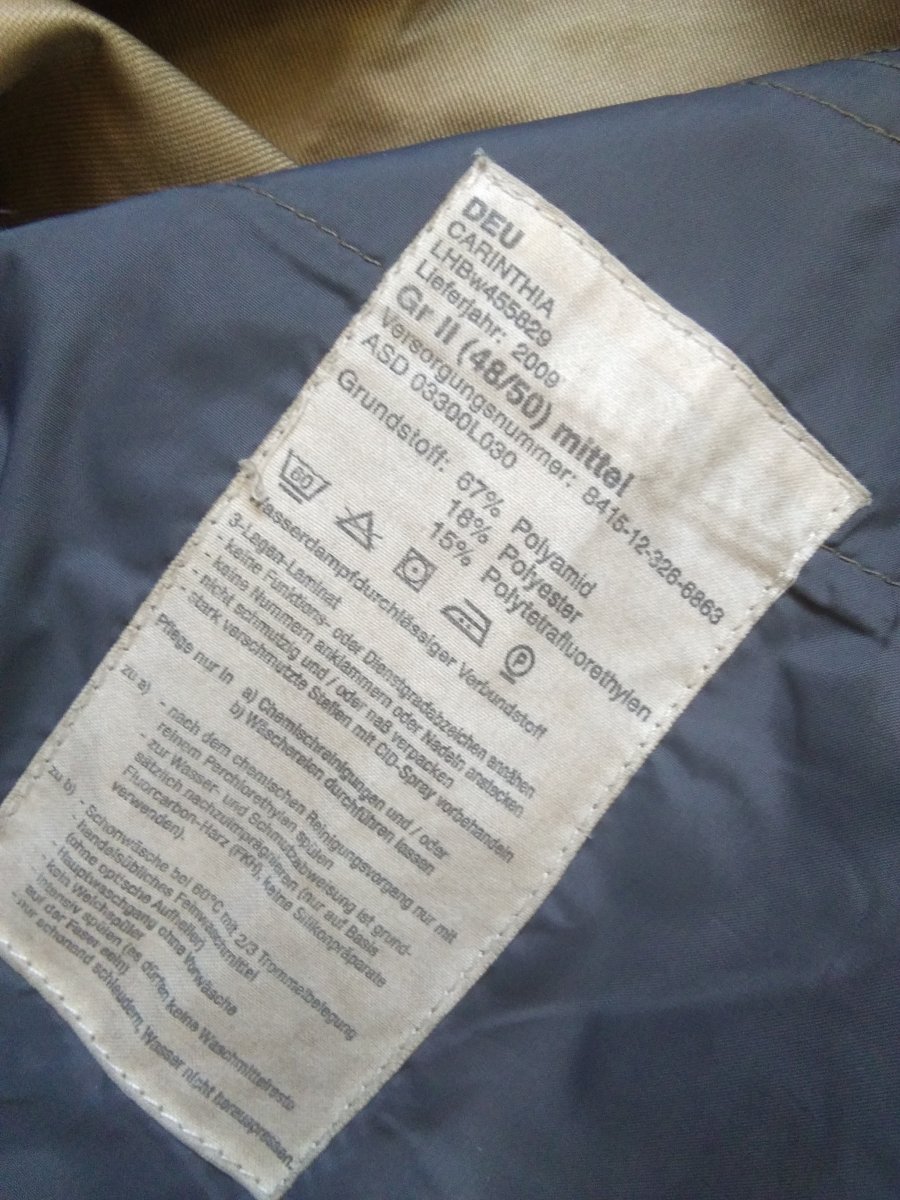 DEU
CARINTHIA
LHBw455829
Lieferjahr: 2009
Gr II (48/50) mittel
Versorgungsnummer: 8415-12-328-6863
ASD 03300L030
Grundstoff: 67% Polyamid
18% Polyester
15% Polytetrafluorethylen
60 P
Wasserdampfdurchlässiger Verbundstoff
3-Lagen-Laminat
- keine Funktions- oder Dienstgradabzeichen annähen
- keine Nummern anklammern oder Nadeln anstecken
- nicht schmutzig und / oder naß verpacken
- stark verschmutzte Stellen mit CID-Spray vorbehandeln
Pflege nur in a) Chemischreinigungen und / oder
b) Wäschereien durchführen lassen
zu a) - nach dem chemischen Reinigungsvorgang nur mit
reinem Perchlorethylen spülen
- zur Wasser- und Schmutzabweisung ist grund-
sätzlich nachzuimprägnieren (nur auf Basis
Fluorcarbon-Harz (FKH), keine Silikonpräparate
verwenden).
zu b) - Schonwäsche bei 60°C mit 2/3 Trommelbelegung
- handelsübliches Feinwaschmittel
(ohne optische Aufheller)
- Hauptwaschgang ohne Vorwäsche
- kein Weichspüler
- intensiv spülen (es dürfen keine Waschmittelreste
auf der Faser sein)
- nur schonend schleudern, Wasser nicht herauspressen.